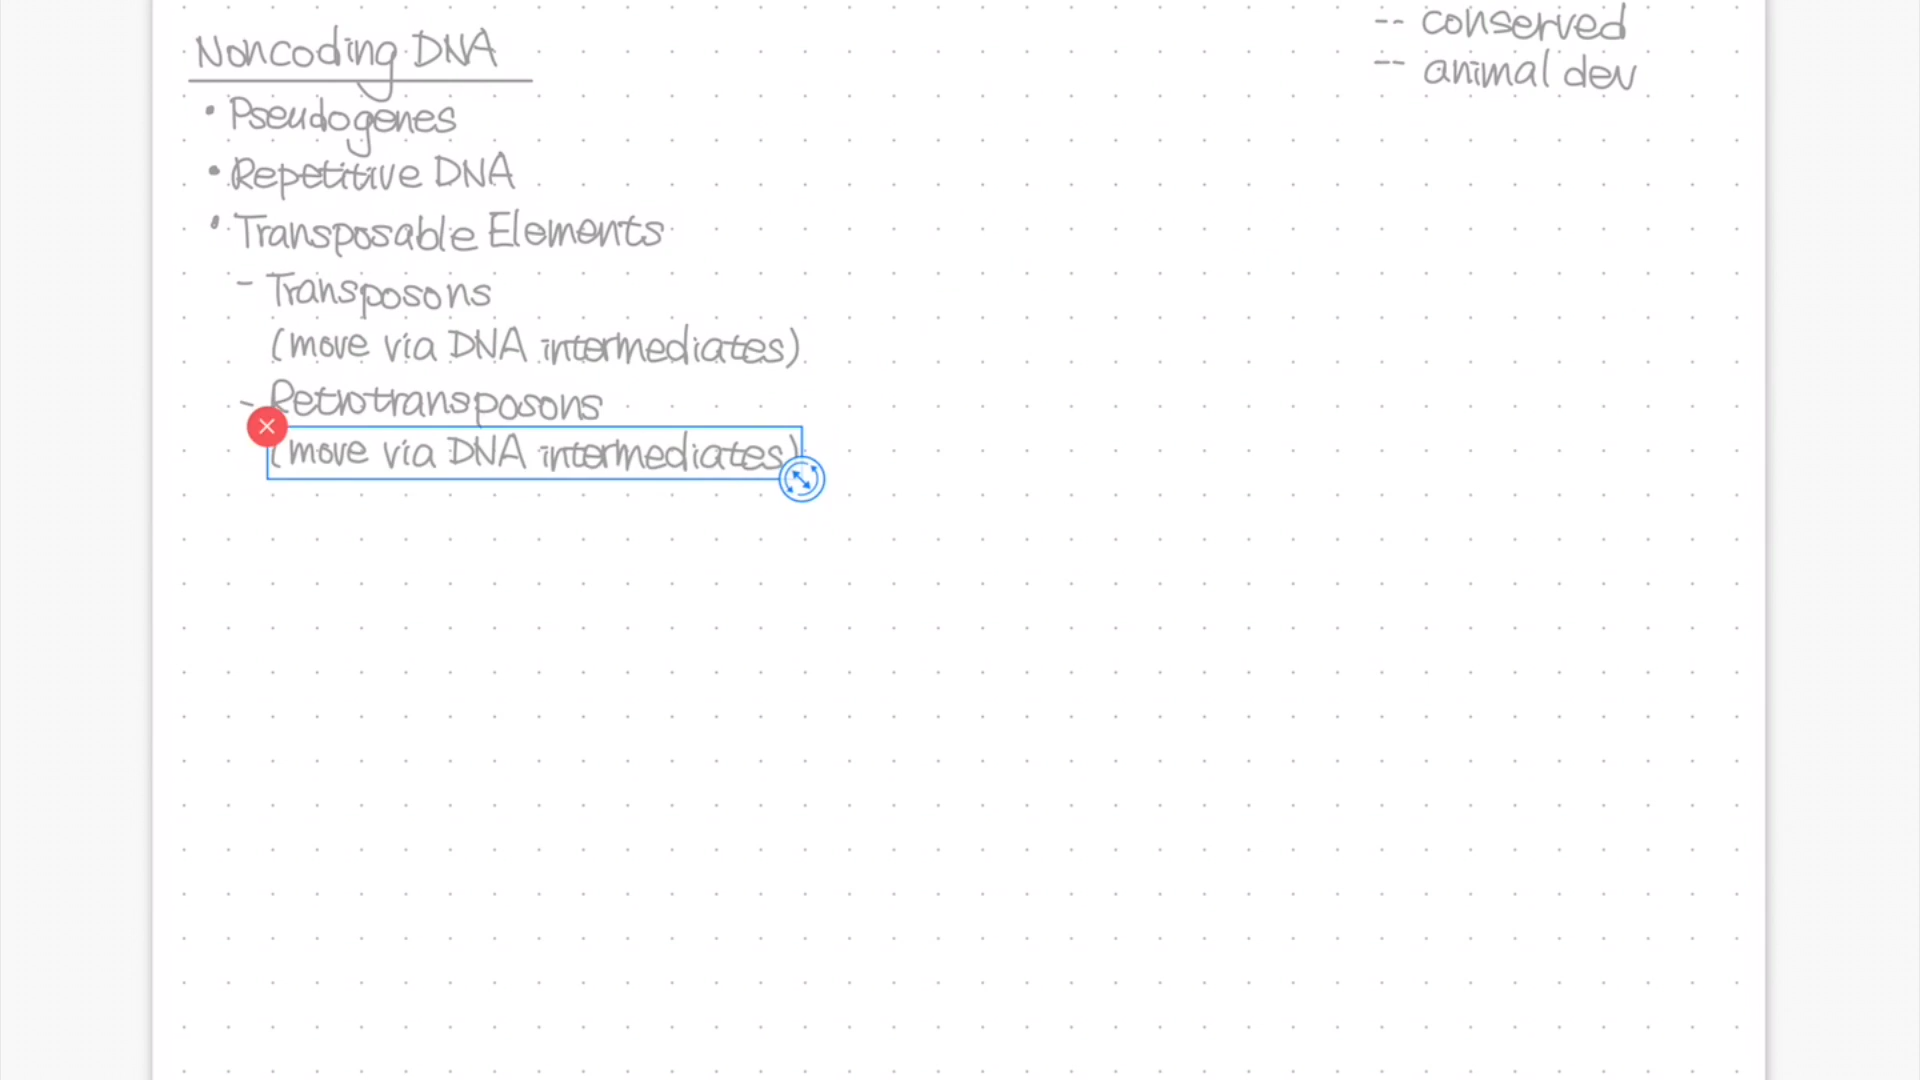 Noncoding DNA
• Pseudogenes
• Repetitive DNA
• Transposable Elements
- Transposons
(move via DNA intermediates)
- Retrotransposons
(move via DNA intermediates)
-- conserved
-- animal dev